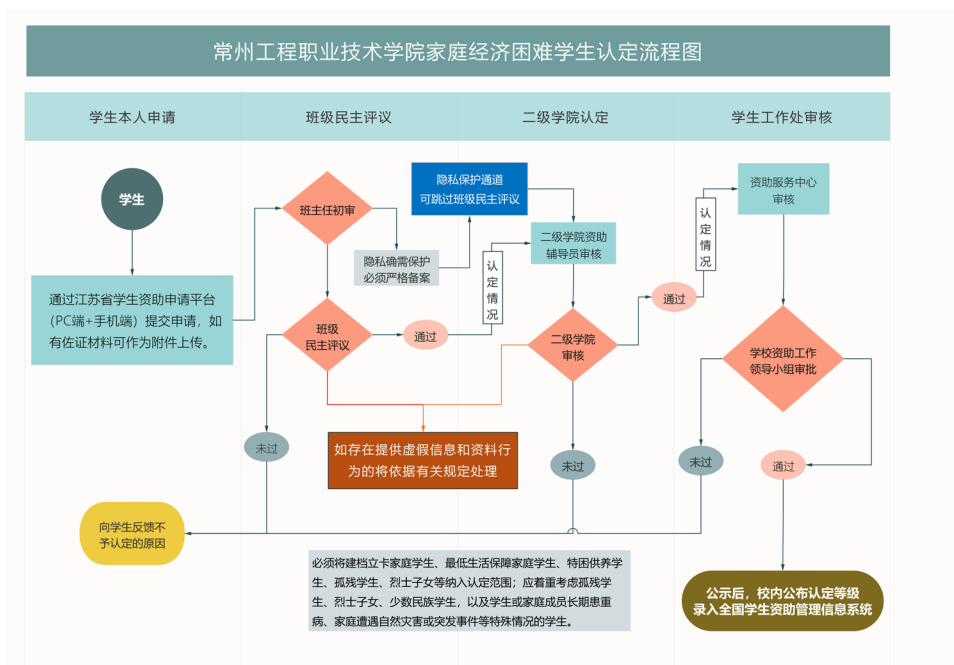 常州工程职业技术学院家庭经济困难学生认定流程图
学生本人申请
班级民主评议
二级学院认定
学生工作处审核
学生
通过江苏省学生资助申请平台
（PC端+手机端）提交申请，如
有佐证材料可作为附件上传。
班主任初审
隐私确需保护
必须严格备案
隐私保护通道
可跳过班级民主评议
班级
民主评议
通过
认
定
情
况
二级学院资助
辅导员审核
二级学院
审核
通过
认
定
情
况
资助服务中心
审核
学校资助工作
领导小组审批
未过
如存在提供虚假信息和资料行
为的将依据有关规定处理
未过
未过
通过
向学生反馈不
予认定的原因
必须将建档立卡家庭学生、最低生活保障家庭学生、特困供养学
生、孤残学生、烈士子女等纳入认定范围；应着重考虑孤残学
生、烈士子女、少数民族学生，以及学生或家庭成员长期患重
病、家庭遭遇自然灾害或突发事件等特殊情况的学生。
公示后，校内公布认定等级
录入全国学生资助管理信息系统